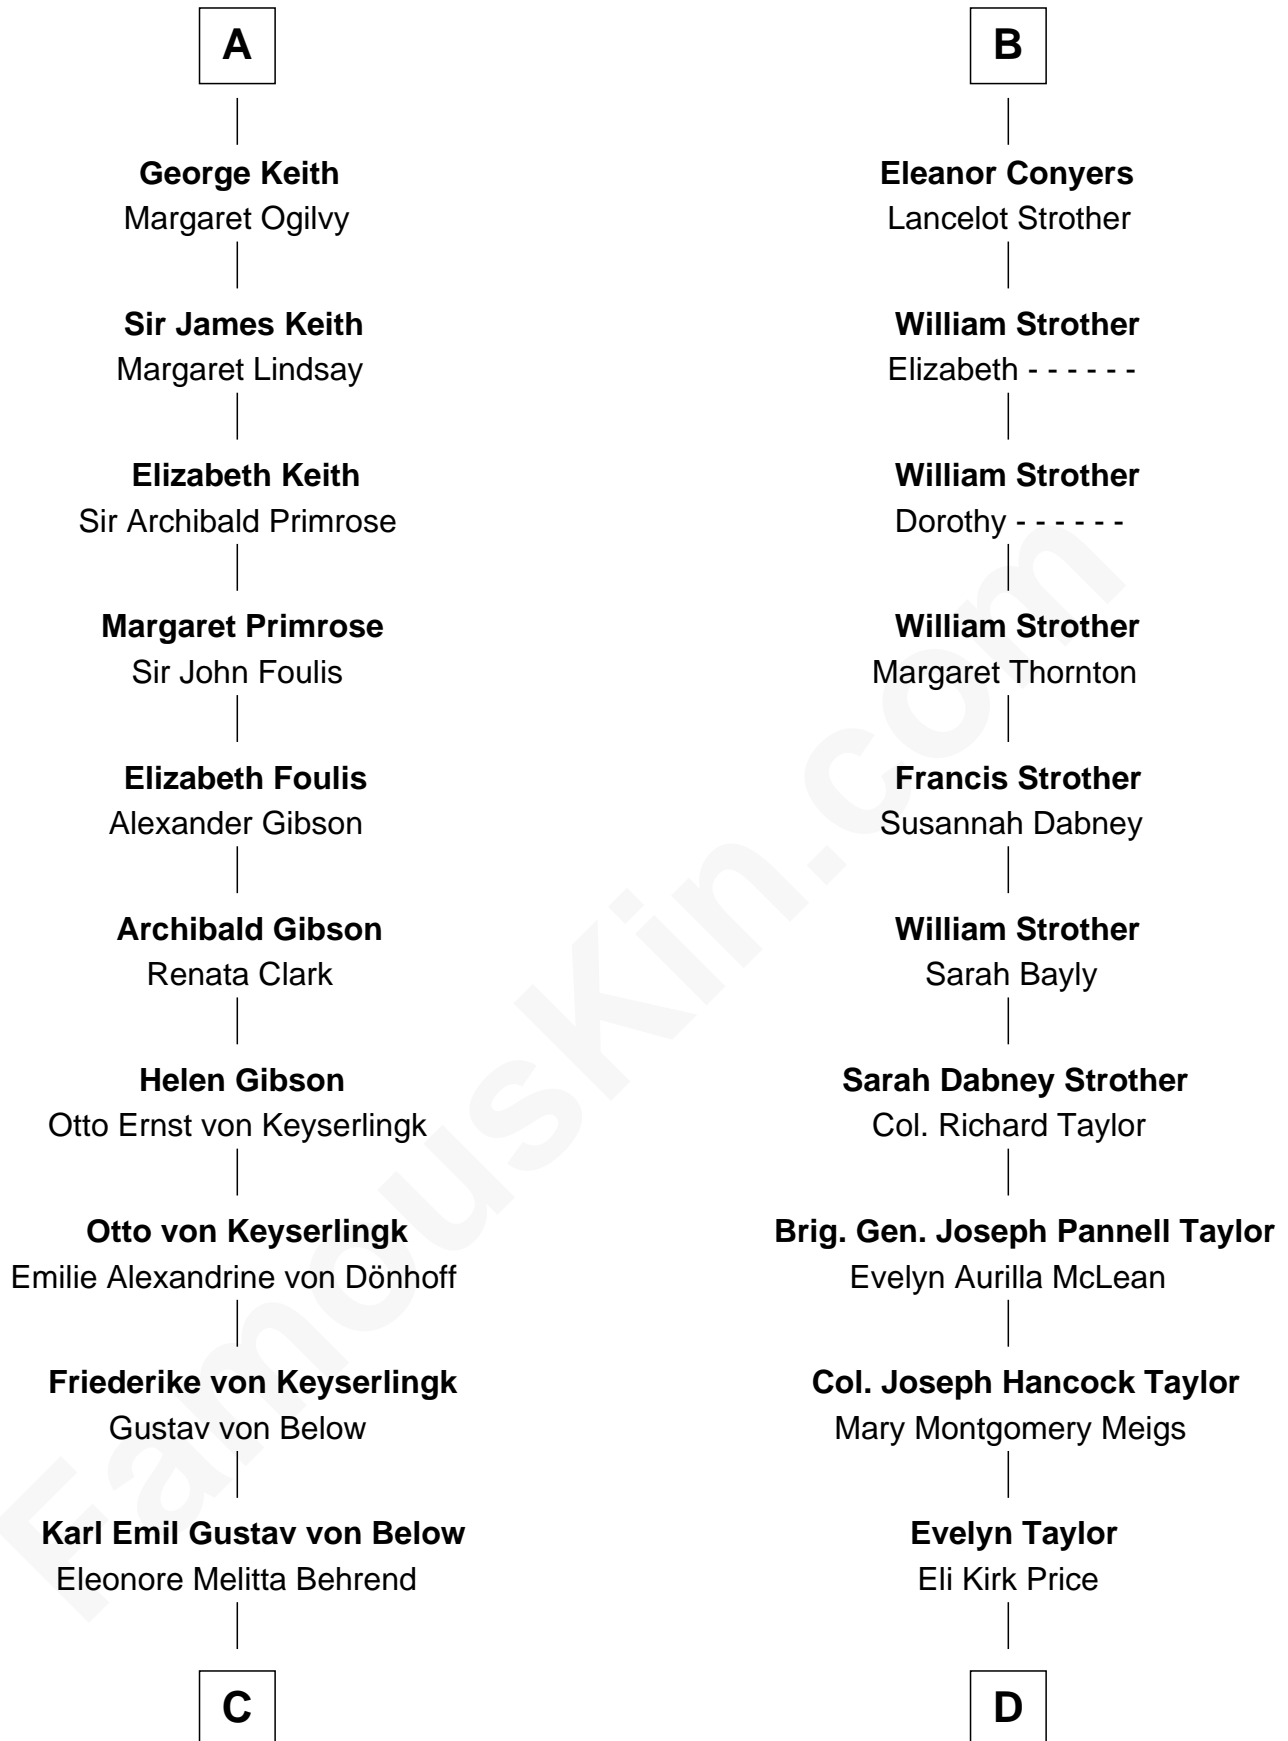 A
George Keith
Margaret Ogilvy
Sir James Keith
Margaret Lindsay
Elizabeth Keith
Sir Archibald Primrose
Margaret Primrose
Sir John Foulis
Elizabeth Foulis
Alexander Gibson
Archibald Gibson
Renata Clark
Helen Gibson
Otto Ernst von Keyserlingk
Otto von Keyserlingk
Emilie Alexandrine von Dönhoff
Friederike von Keyserlingk
Gustav von Below
Karl Emil Gustav von Below
Eleonore Melitta Behrend
C
B
Eleanor Conyers
Lancelot Strother
William Strother
Elizabeth - - - - - -
William Strother
Dorothy - - - - - -
William Strother
Margaret Thornton
Francis Strother
Susannah Dabney
William Strother
Sarah Bayly
Sarah Dabney Strother
Col. Richard Taylor
Brig. Gen. Joseph Pannell Taylor
Evelyn Aurilla McLean
Col. Joseph Hancock Taylor
Mary Montgomery Meigs
Evelyn Taylor
Eli Kirk Price
D
FamousKin.com